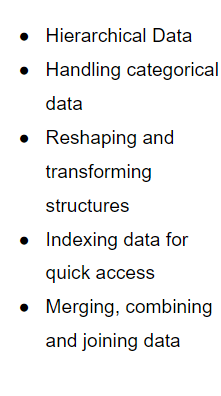 ● Hierarchical Data
● Handling categorical
data
● Reshaping and
transforming
structures
● Indexing data for
quick access
● Merging, combining
and joining data